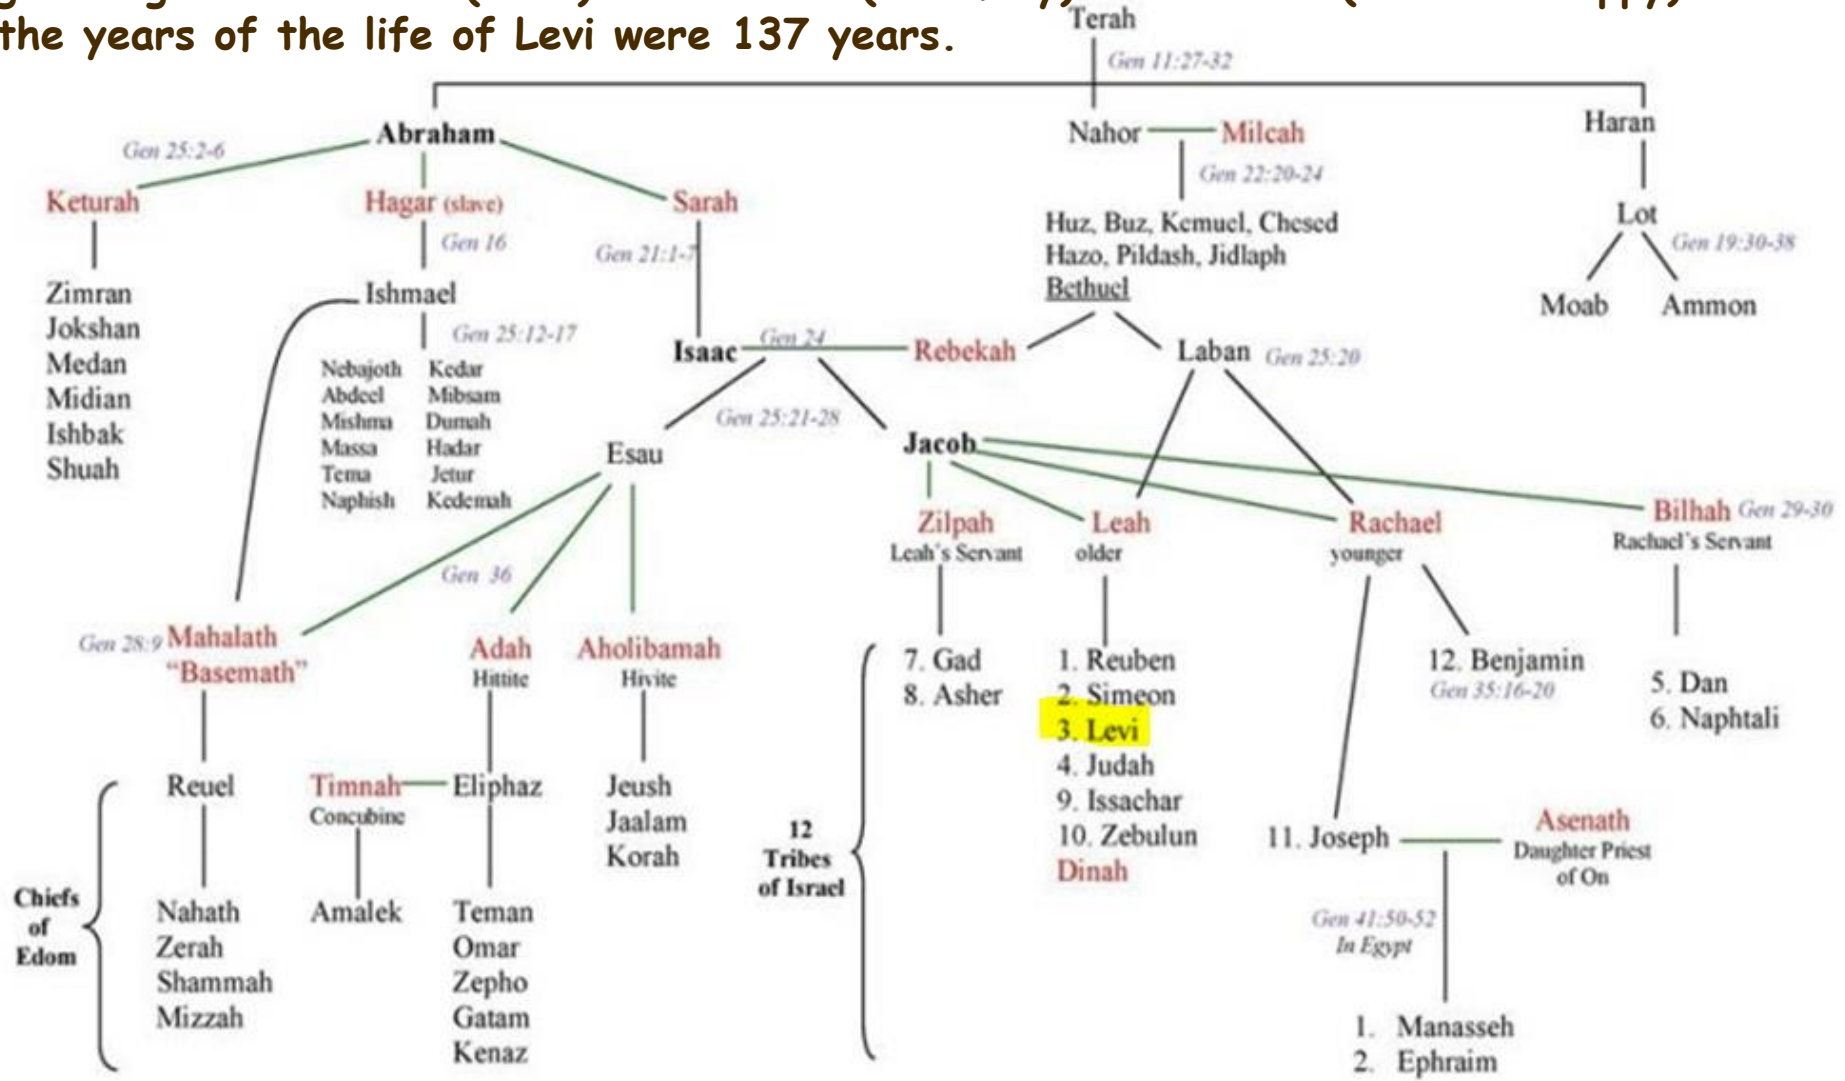 the years of the life of Levi were 137 years.
Terah
Gen 11:27-32
Abraham
Nahor
Milcah
Haran
Gen 25:2-6
Gen 22:20-24
Keturah
Hagar (slave)
Sarah
Lot
Gen 16
Gen 21:1-7
Huz, Buz, Kemuel, Chesed
Hazo, Pildash, Jidlaph
Bethuel
Gen 19:30-38
Moab
Ammon
Zimran
Jokshan
Medan
Midian
Ishbak
Shuah
Ishmael
Gen 25:12-17
Nebajoth Kedar
Abdeel Mibsam
Mishma Dumah
Massa Hadar
Tema Jetur
Naphish Kedemah
Isaac
Gen 24
Rebekah
Laban
Gen 25:20
Gen 25:21-28
Esau
Jacob
Zilpah
Leah's Servant
Leah
older
Rachael
younger
Bilhah
Gen 29-30
Rachael's Servant
Gen 36
Gen 28:9
Mahalath
"Basemath"
Adah
Hittite
Aholibamah
Hivite
7. Gad
8. Asher
1. Reuben
2. Simeon
3. Levi
4. Judah
9. Issachar
10. Zebulun
Dinah
12. Benjamin
Gen 35:16-20
5. Dan
6. Naphtali
Reuel
Timnah
Concubine
Eliphaz
Jeush
Jaalam
Korah
12
Tribes
of Israel
11. Joseph
Asenath
Daughter Priest
of On
Chiefs
of
Edom
Nahath
Zerah
Shammah
Mizzah
Amalek
Teman
Omar
Zepho
Gatam
Kenaz
Gen 41:50-52
In Egypt
1. Manasseh
2. Ephraim